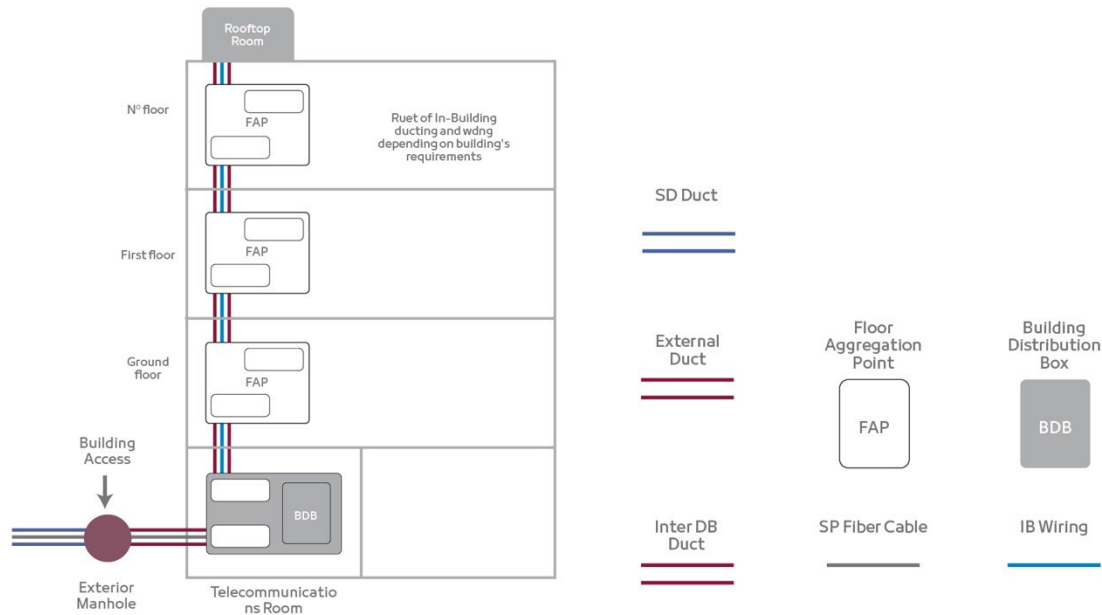 Rooftop
Room
Nº floor
FAP
Ruet of In-Building
ducting and wdng
depending on building's
requirements
First floor
FAP
Ground
floor
FAP
Building
Access
BDB
Exterior
Manhole
Telecommunicatio
ns Room
SD Duct
External
Duct
Floor
Aggregation
Point
FAP
Building
Distribution
Box
BDB
Inter DB
Duct
SP Fiber Cable
IB Wiring